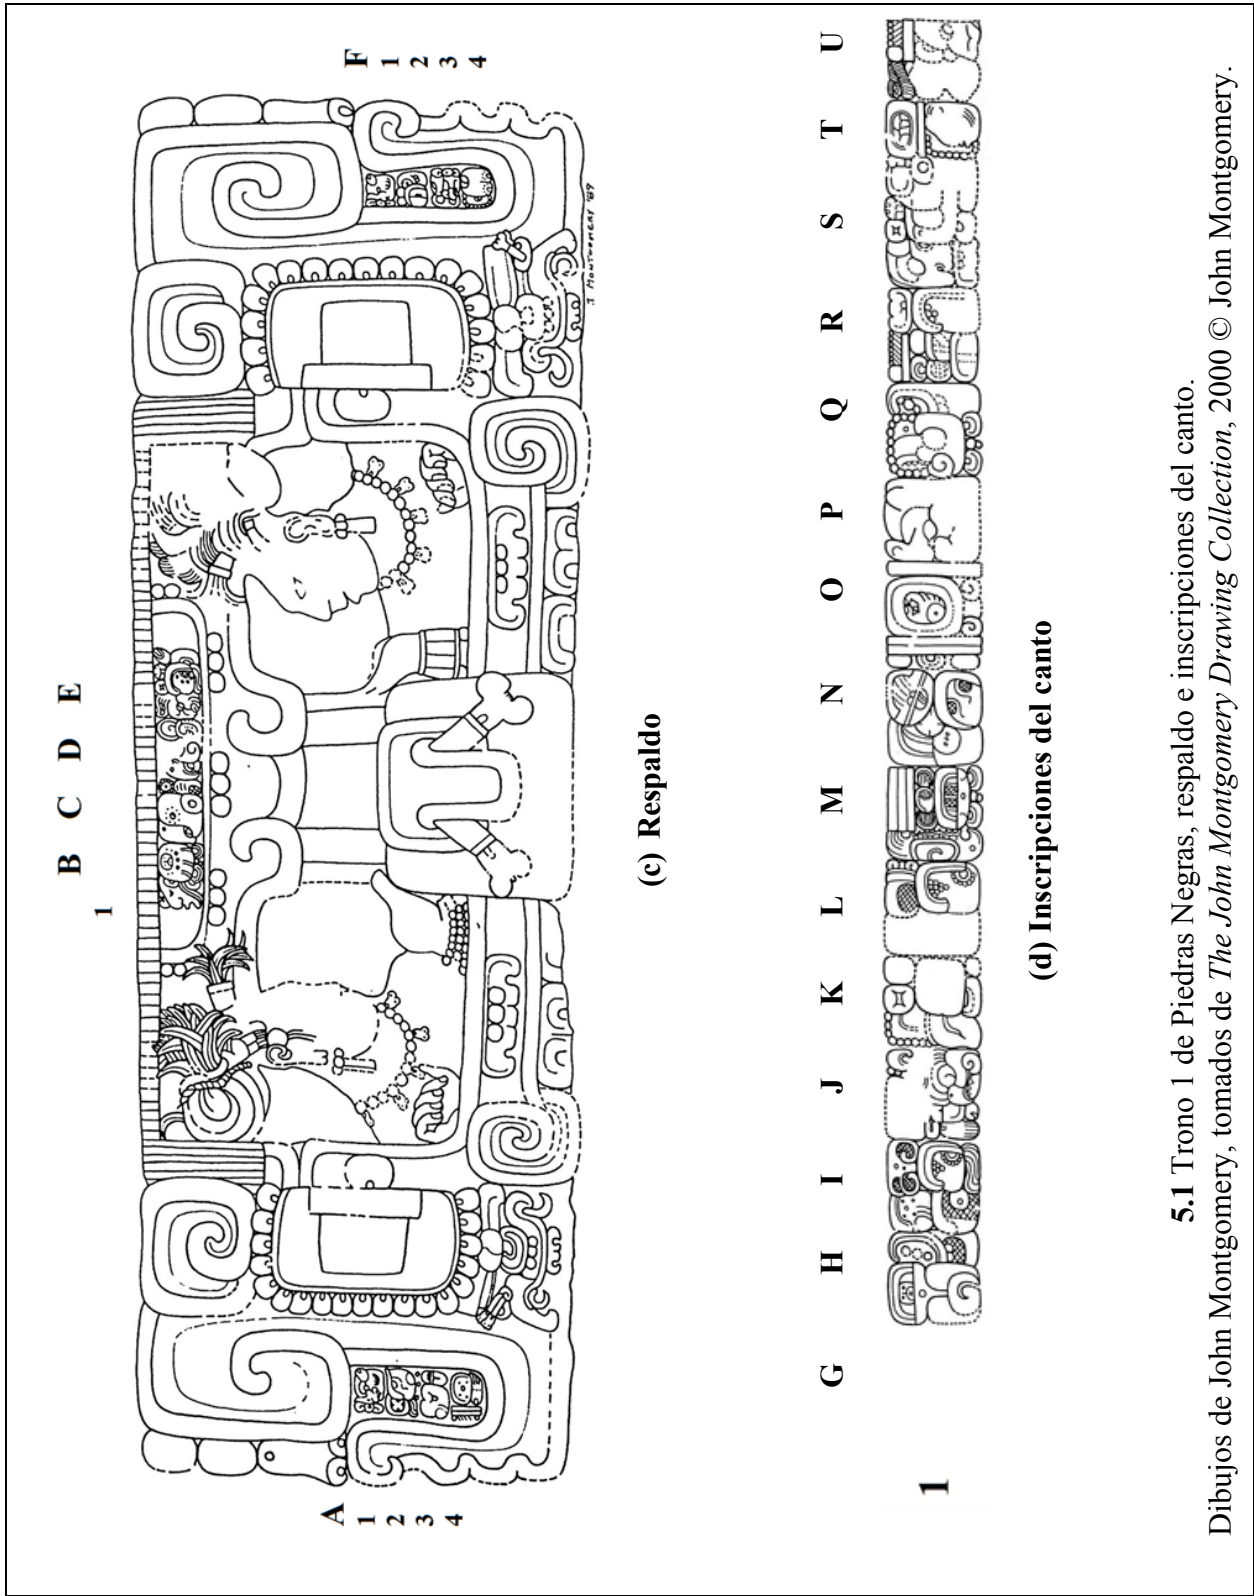 B C D E
1
A
1
2
3
4
F
1
2
3
4
J MONTGOMERY '89
(c) Respaldo
G H I J K L M N O P Q R S T U
1
(d) Inscripciones del canto
5.1 Trono 1 de Piedras Negras, respaldo e inscripciones del canto.
Dibujos de John Montgomery, tomados de The John Montgomery Drawing Collection, 2000 © John Montgomery.